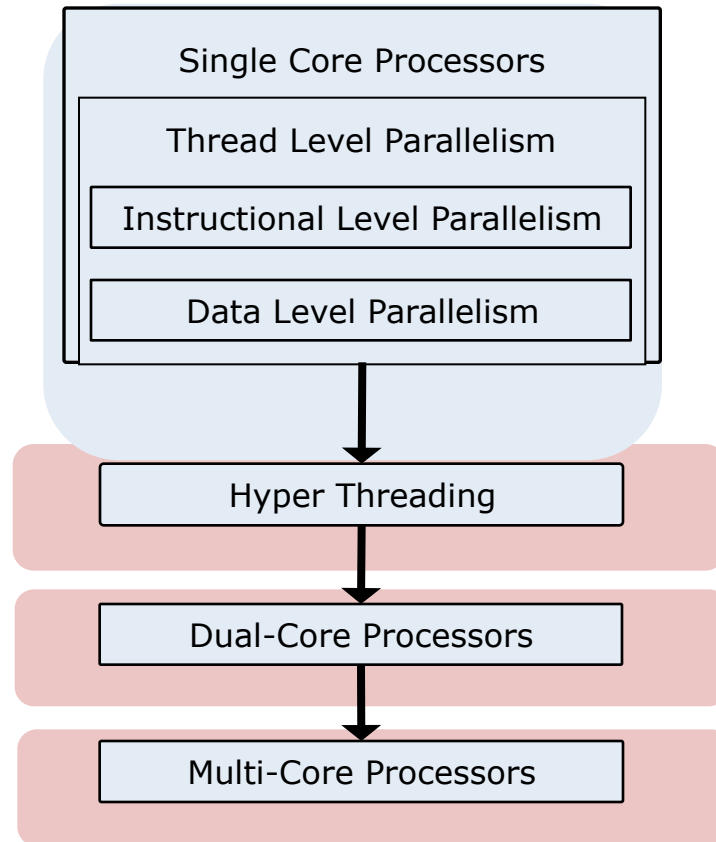 Single Core Processors
Thread Level Parallelism
Instructional Level Parallelism
Data Level Parallelism
Hyper Threading
Dual-Core Processors
Multi-Core Processors